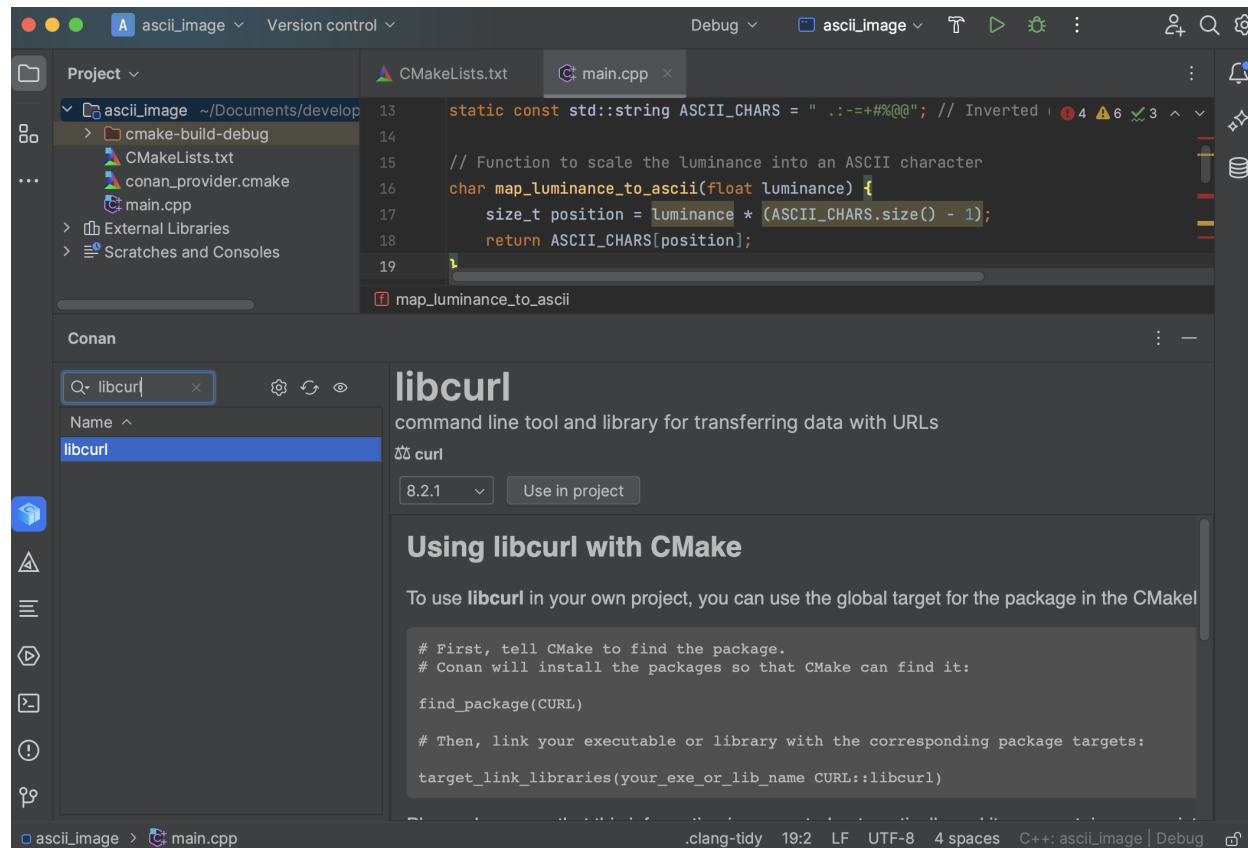 A ascii_image Version control Debug ascii_image
Project
CMakeLists.txt main.cpp
ascii_image ~/Documents/develop
cmake-build-debug
CMakeLists.txt
conan_provider.cmake
main.cpp
External Libraries
Scratches and Consoles
13 static const std::string ASCII_CHARS = " .:-=+#%@@"; // Inverted 4 6 3
14
15 // Function to scale the luminance into an ASCII character
16 char map_luminance_to_ascii(float luminance) {
17 size_t position = luminance * (ASCII_CHARS.size() - 1);
18 return ASCII_CHARS[position];
19 }
f map_luminance_to_ascii
Conan
libcurl
Name
libcurl
libcurl
command line tool and library for transferring data with URLs
curl
8.2.1 Use in project
Using libcurl with CMake
To use libcurl in your own project, you can use the global target for the package in the CMakeL
# First, tell CMake to find the package.
# Conan will install the packages so that CMake can find it:
find_package(CURL)
# Then, link your executable or library with the corresponding package targets:
target_link_libraries(your_exe_or_lib_name CURL::libcurl)
ascii_image > main.cpp .clang-tidy 19:2 LF UTF-8 4 spaces C++: ascii_image | Debug